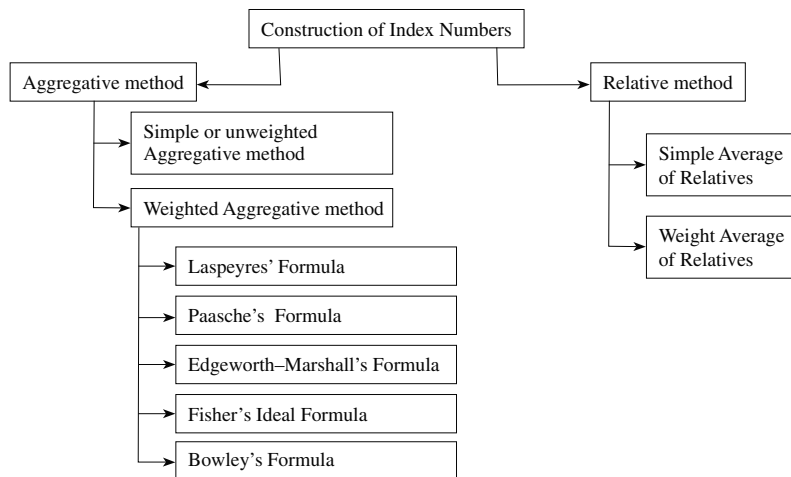 Construction of Index Numbers
Aggregative method
Relative method
Simple or unweighted
Aggregative method
Weighted Aggregative method
Laspeyres’ Formula
Paasche’s Formula
Edgeworth–Marshall’s Formula
Fisher’s Ideal Formula
Bowley’s Formula
Simple Average
of Relatives
Weight Average
of Relatives